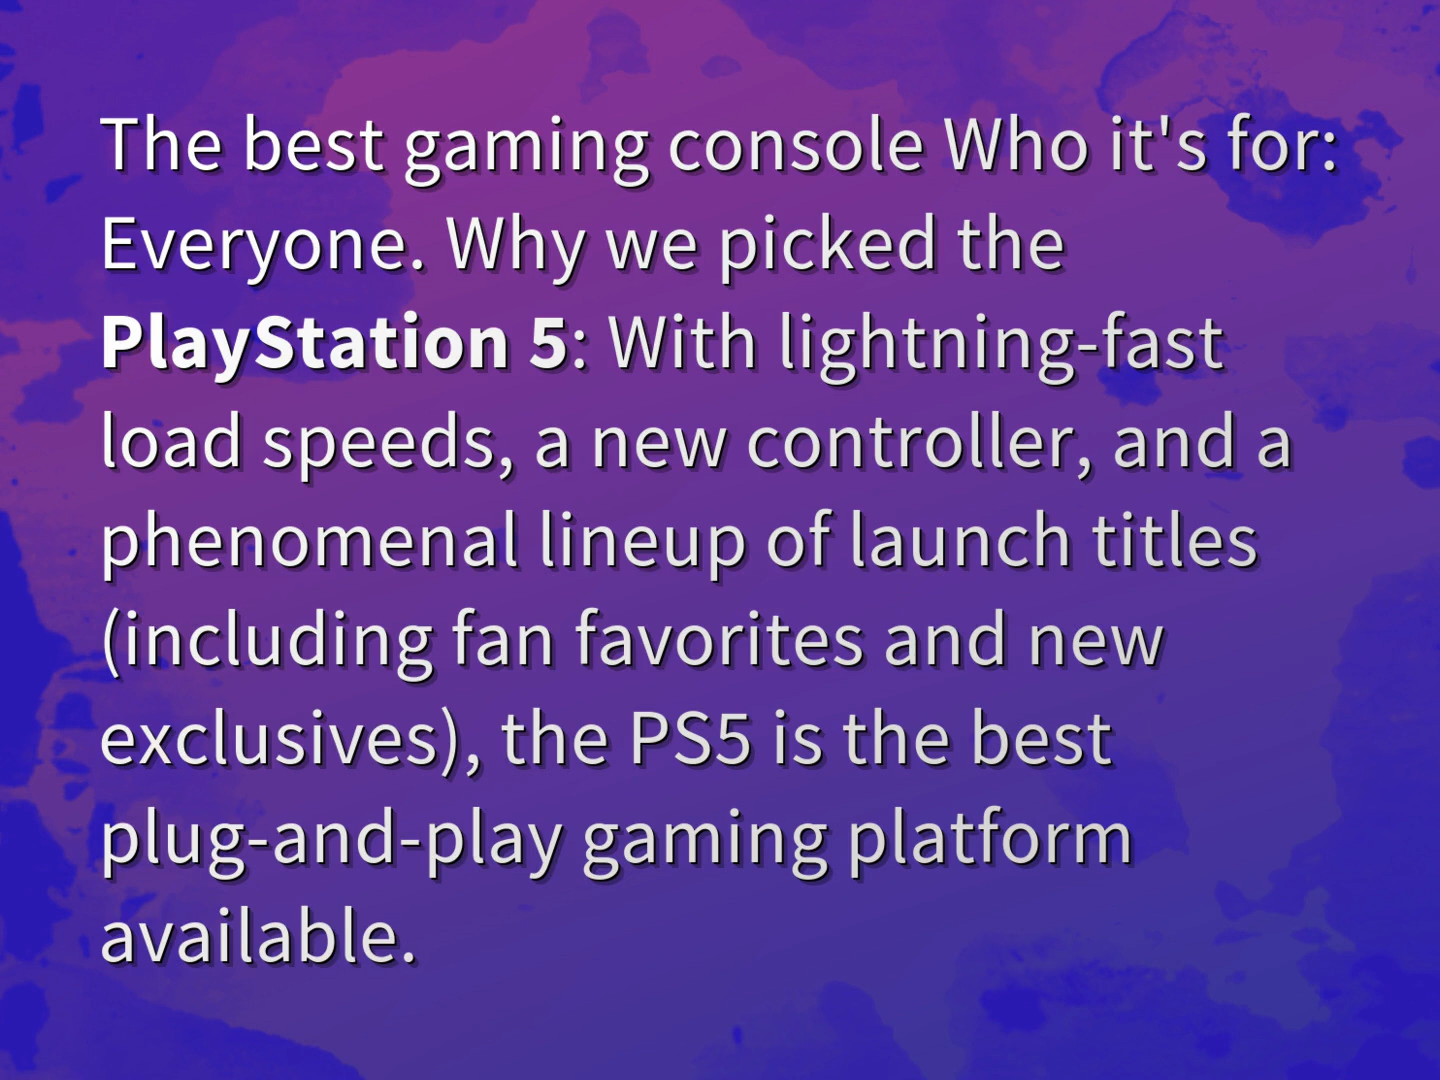 The best gaming console Who it's for:
Everyone. Why we picked the
PlayStation 5: With lightning-fast
load speeds, a new controller, and a
phenomenal lineup of launch titles
(including fan favorites and new
exclusives), the PS5 is the best
plug-and-play gaming platform
available.